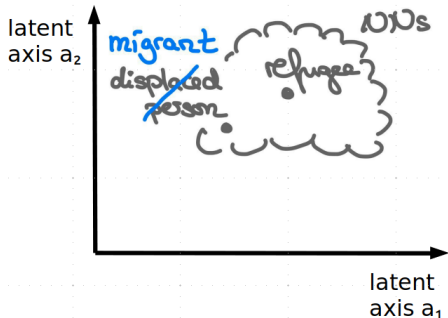 latent
axis a₂
migrant
displaced
person
refugee
NNs
latent
axis a₁